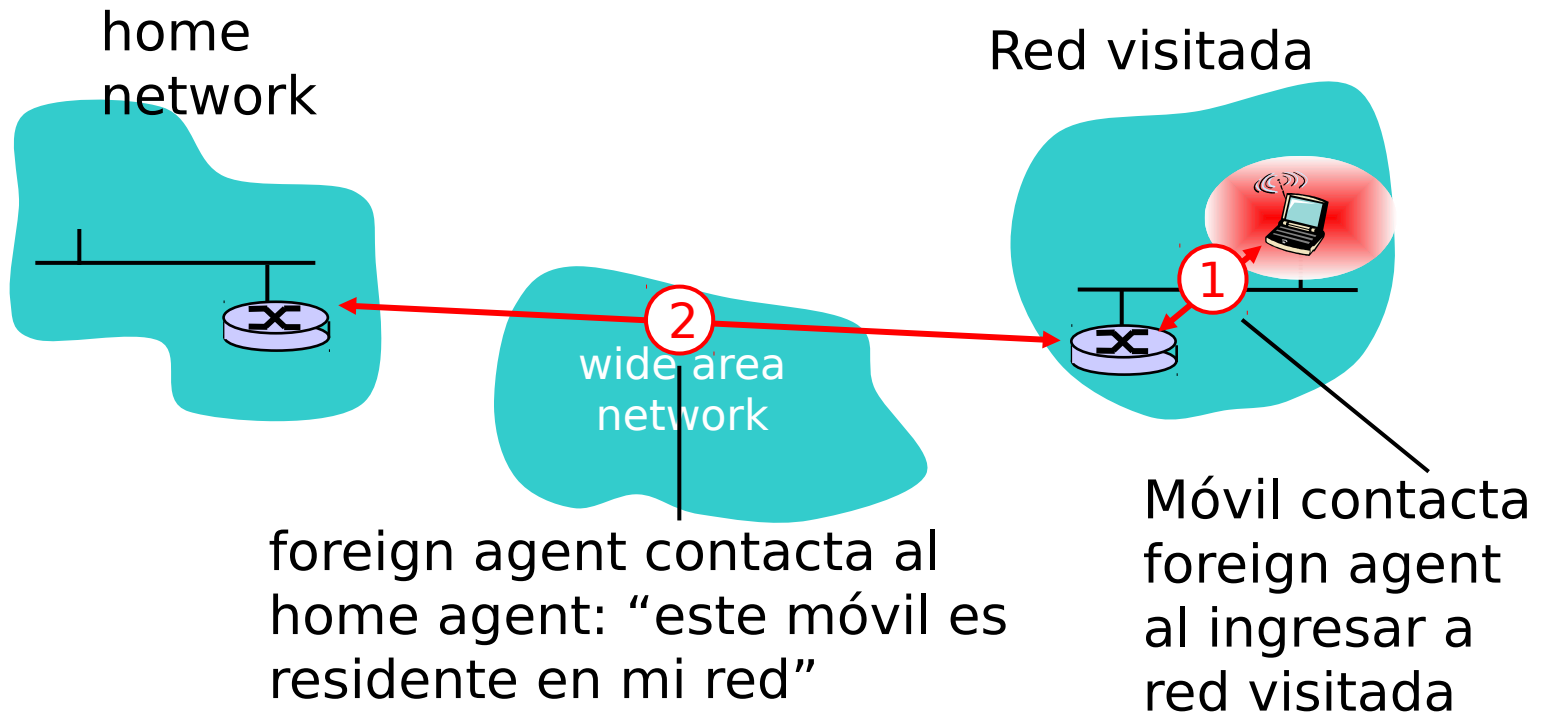 home
network
Red visitada
1
2
wide area
network
foreign agent contacta al
home agent: “este móvil es
residente en mi red”
Móvil contacta
foreign agent
al ingresar a
red visitada